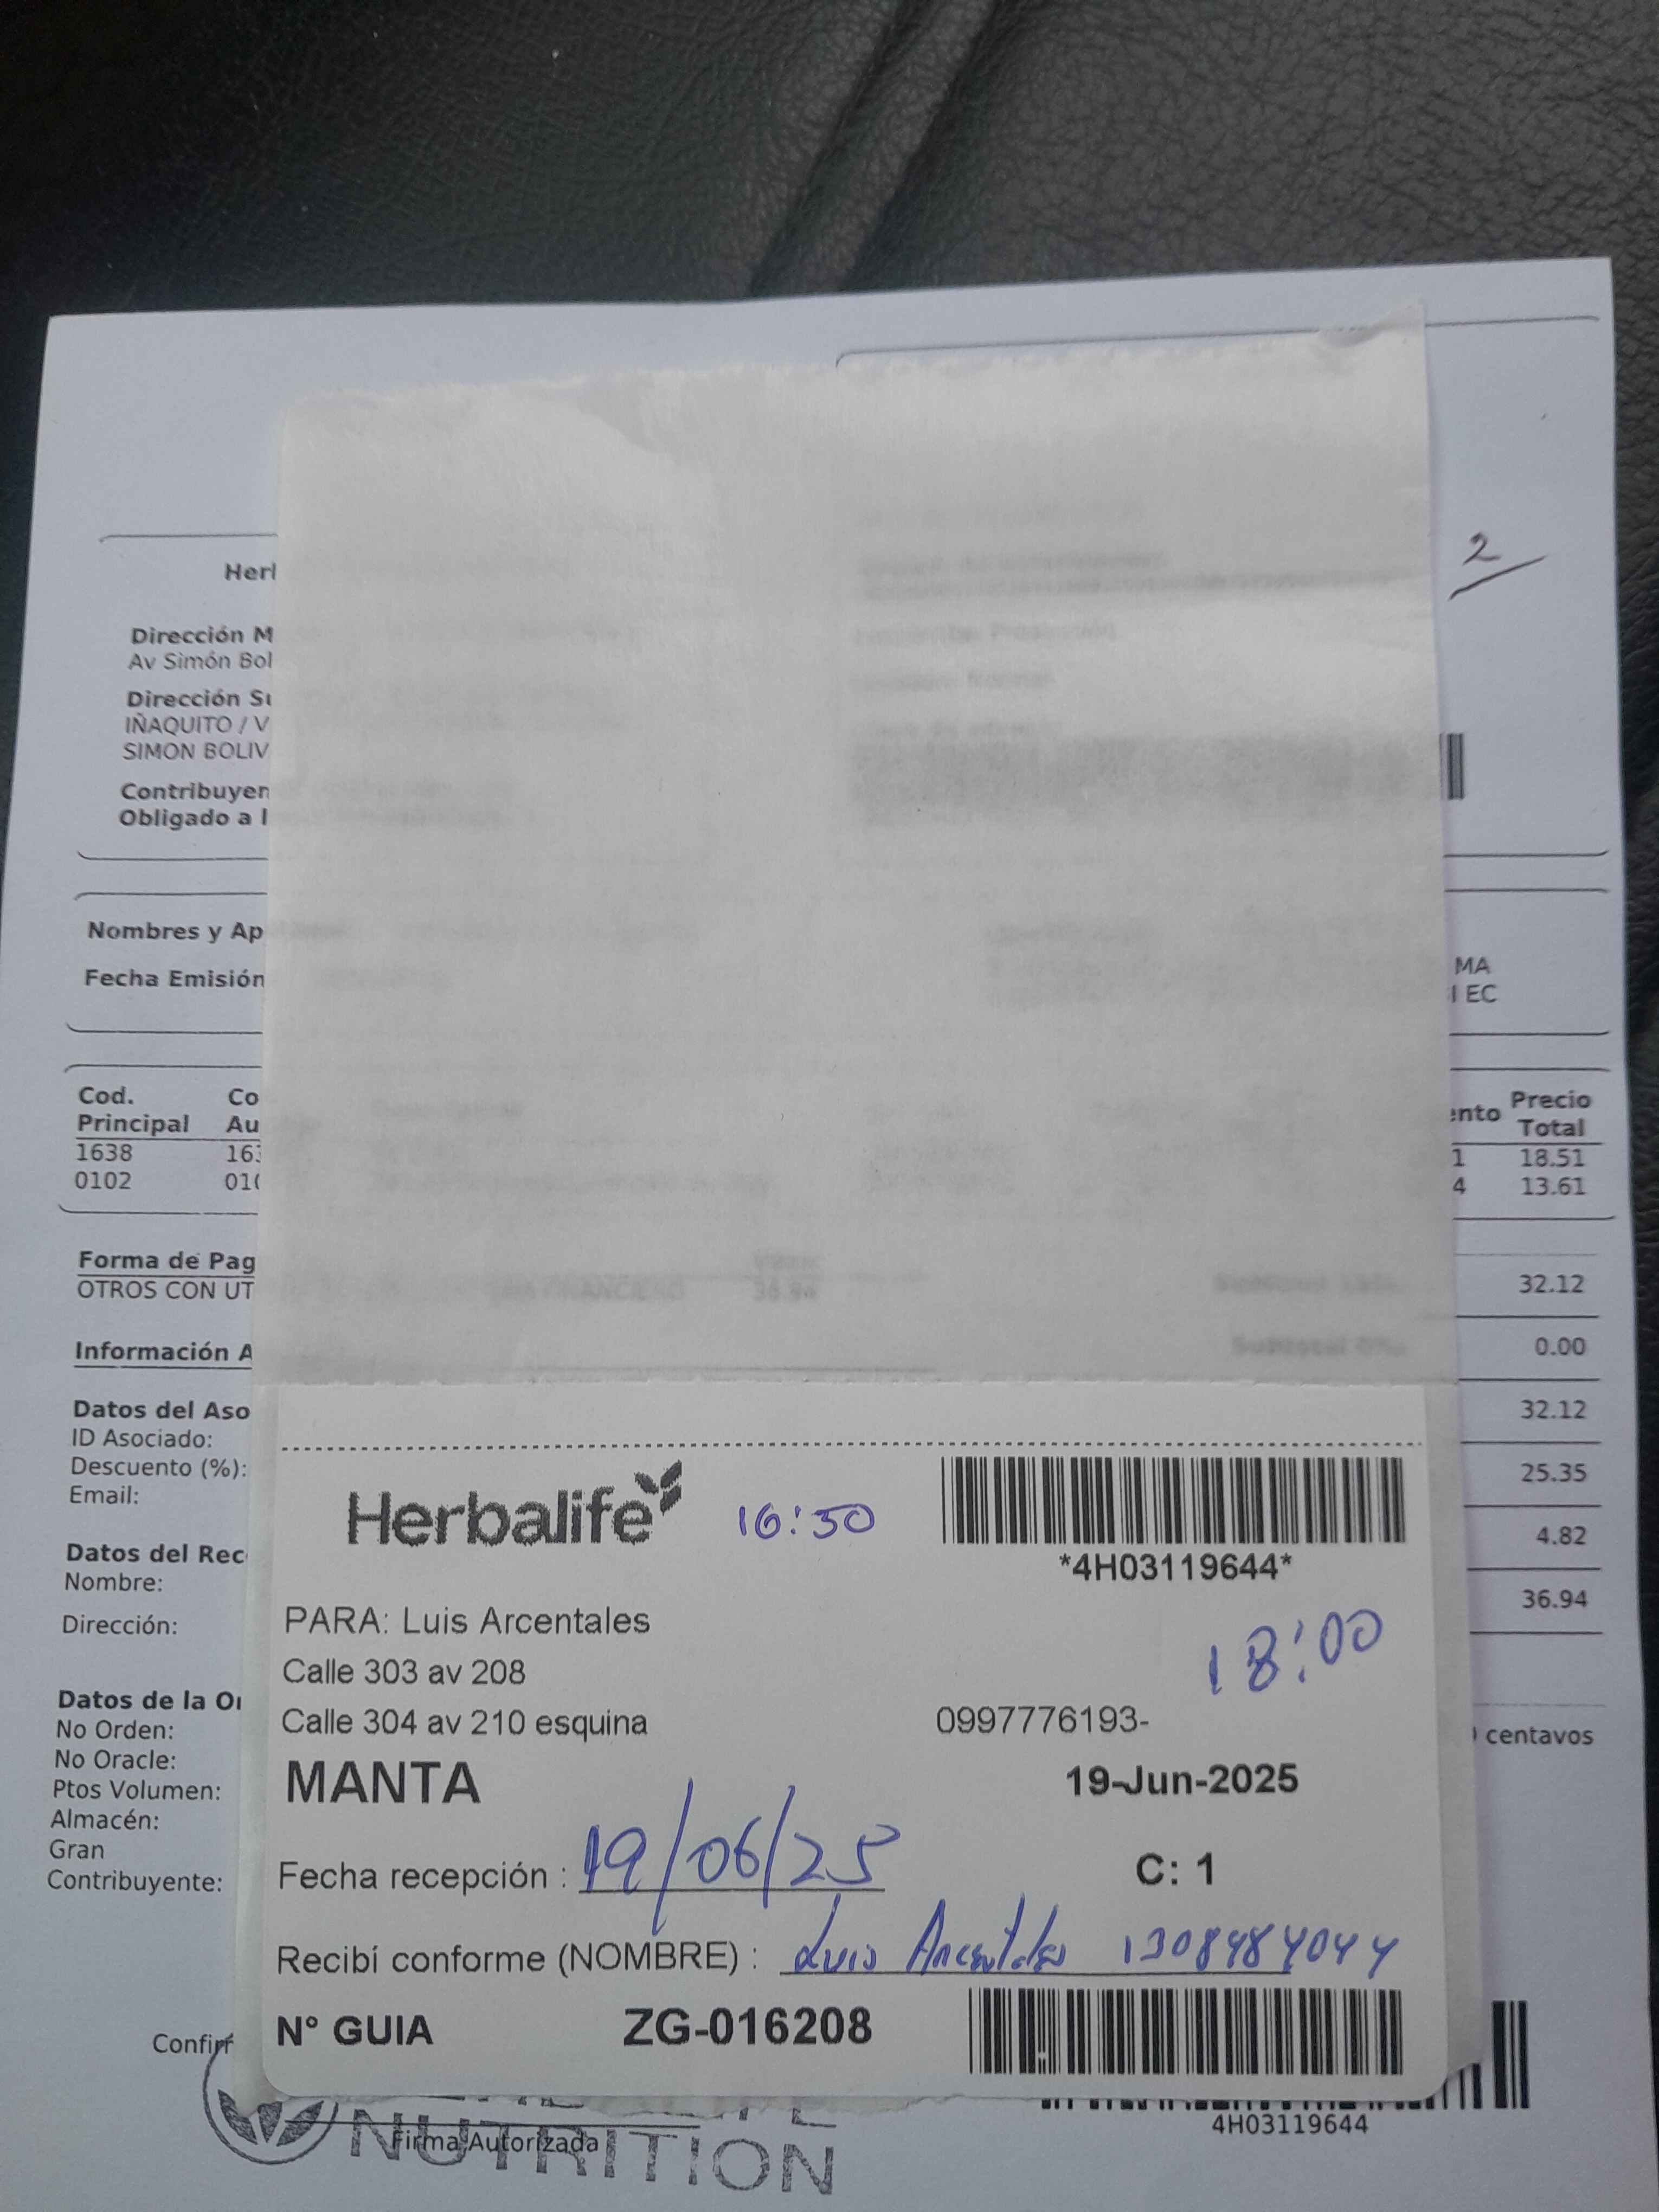 2
Herl
Dirección M
Av Simón Bol
Dirección Su
IÑAQUITO / V
SIMON BOLIV
Contribuyen
Obligado a l
Nombres y Ap
Fecha Emisión
MA
I EC
Cod. Principal Co Au ento Precio Total
1638 163 1 18.51
0102 010 4 13.61
Forma de Pag
OTROS CON UT 32.12
Información A 0.00
Datos del Aso 32.12
ID Asociado:
Descuento (%): 25.35
Email:
4.82
Datos del Rec
Nombre: 36.94
Dirección:
Datos de la Or
No Orden: centavos
No Oracle:
Ptos Volumen:
Almacén:
Gran
Contribuyente:
Herbalife 16:50
*4H03119644*
PARA: Luis Arcentales 18:00
Calle 303 av 208
Calle 304 av 210 esquina 0997776193-
MANTA 19-Jun-2025
Fecha recepción : 19/06/25 C: 1
Recibí conforme (NOMBRE) : Luis Arcentales 1308484044
N° GUIA ZG-016208
Confirm
NUTRITION
Firma Autorizada
4H03119644